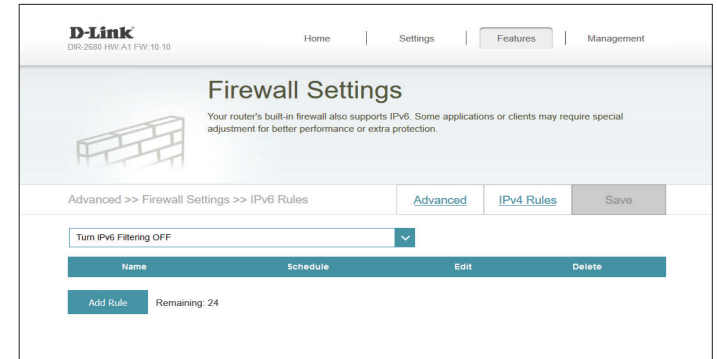 D-Link
DIR-2680 HW:A1 FW:10.10
Home | Settings | Features | Management
Firewall Settings
Your router's built-in firewall also supports IPv6. Some applications or clients may require special
adjustment for better performance or extra protection.
Advanced >> Firewall Settings >> IPv6 Rules
Advanced
IPv4 Rules
Save
Turn IPv6 Filtering OFF
Name Schedule Edit Delete
Add Rule Remaining: 24